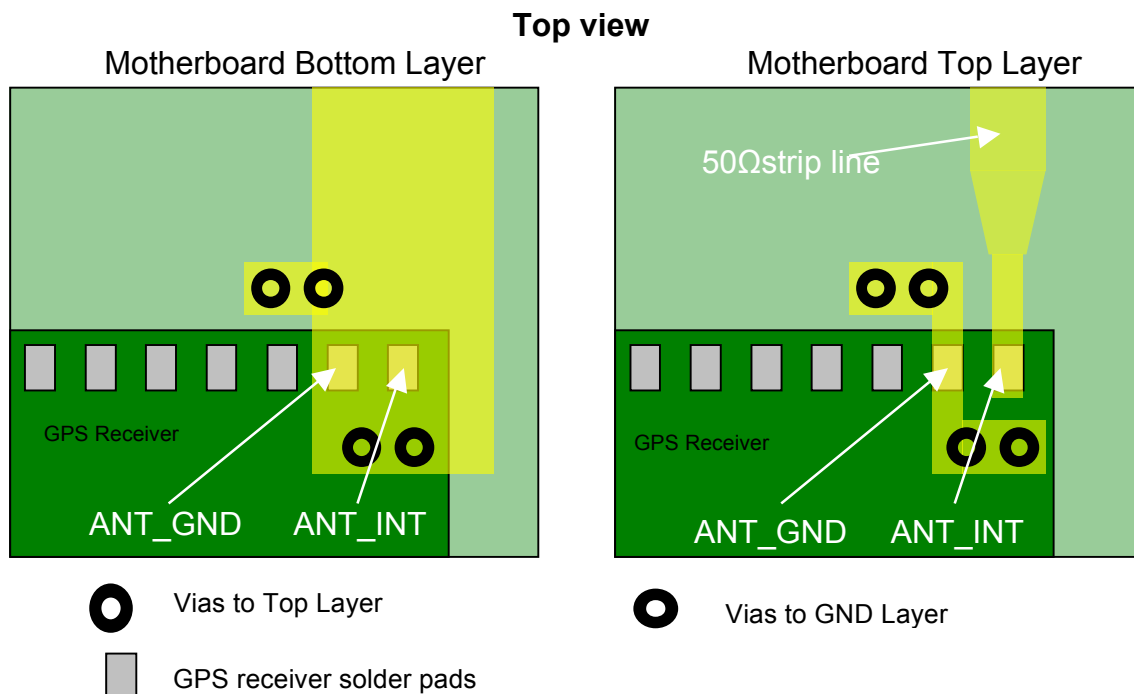 Top view
Motherboard Bottom Layer
Motherboard Top Layer
50Ωstrip line
GPS Receiver
GPS Receiver
ANT_GND
ANT_INT
ANT_GND
ANT_INT
Vias to Top Layer
Vias to GND Layer
GPS receiver solder pads